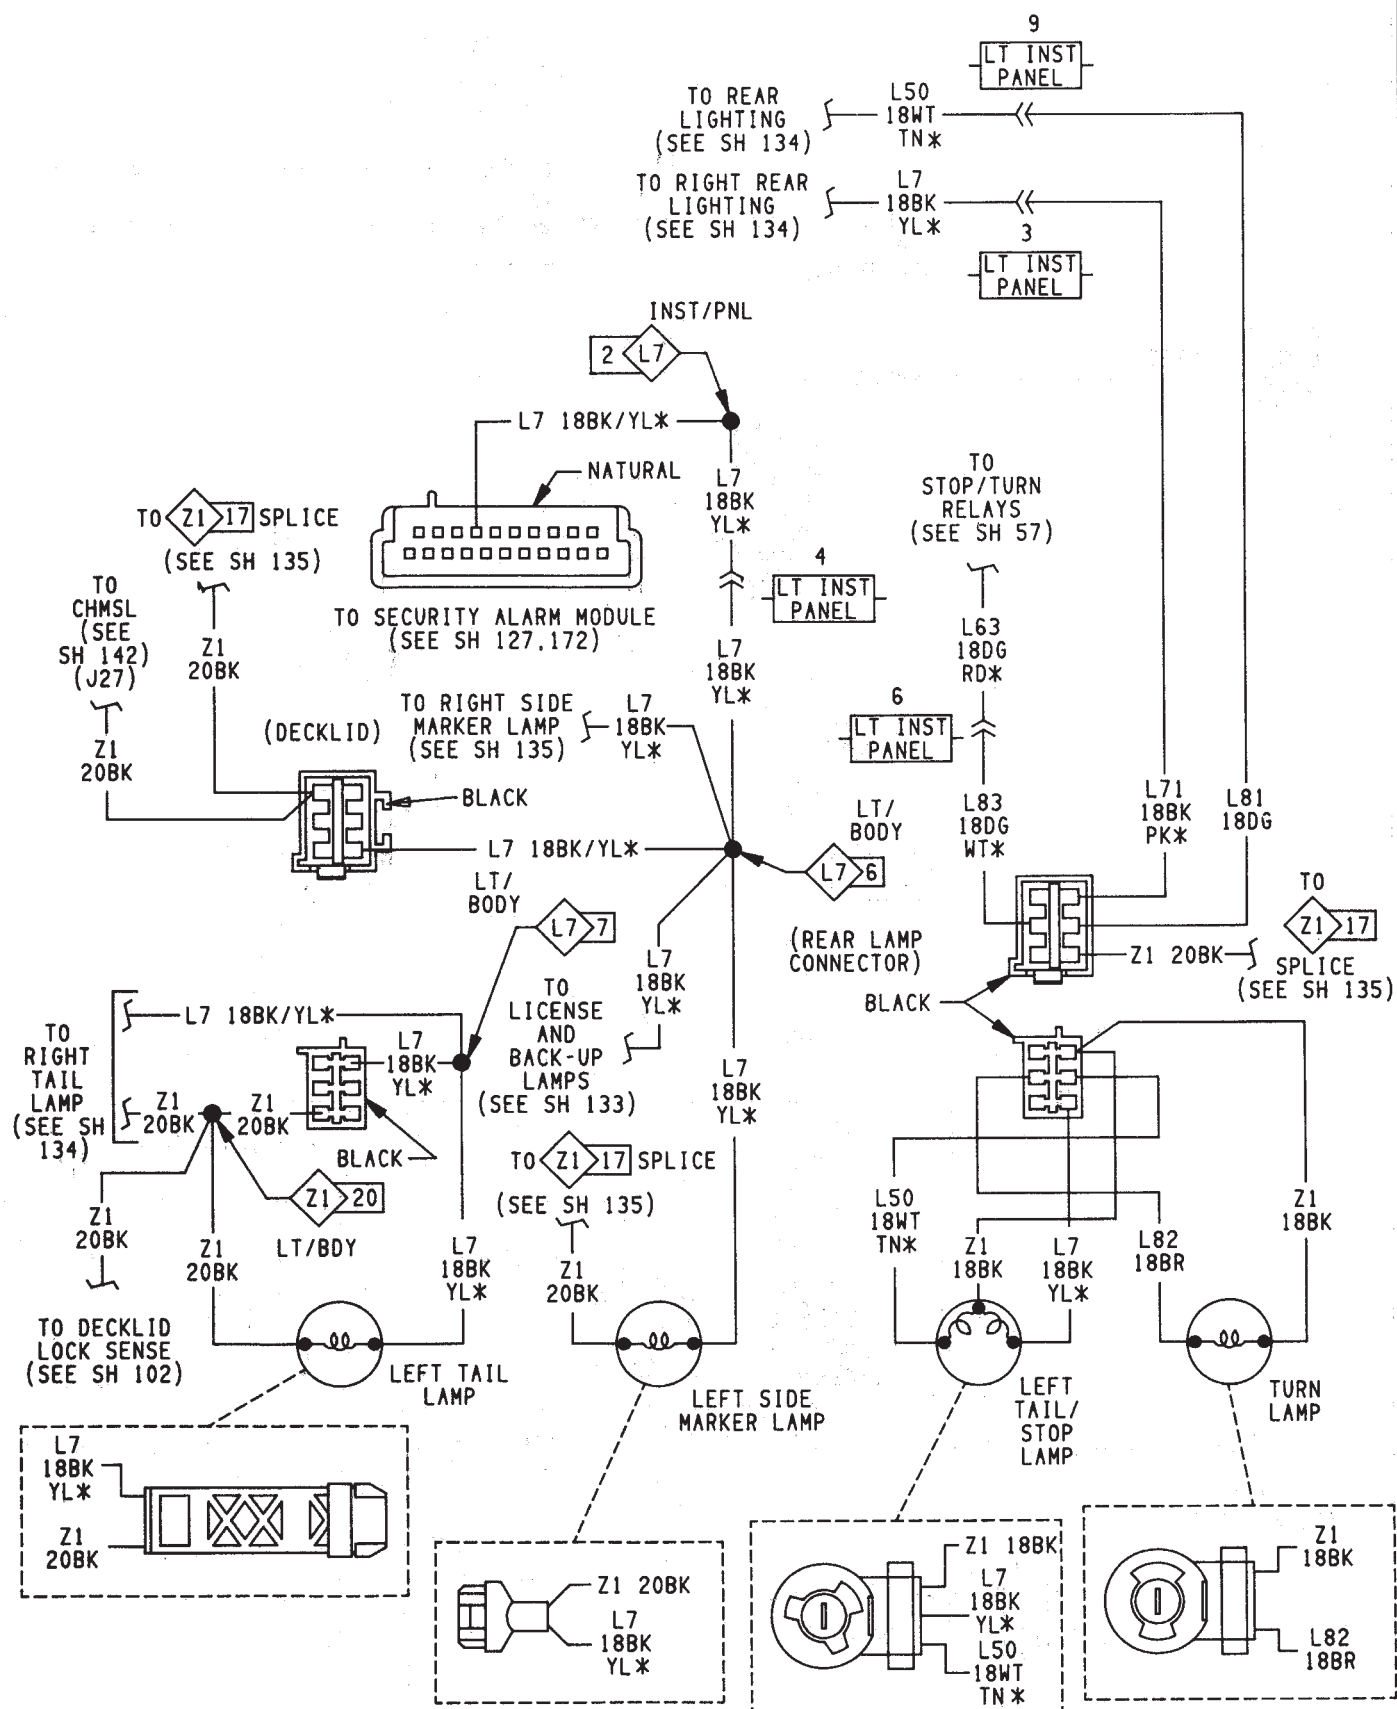 9
LT INST
PANEL
TO REAR
LIGHTING
(SEE SH 134)
L50
18WT
TN*
TO RIGHT REAR
LIGHTING
(SEE SH 134)
L7
18BK
YL*
3
LT INST
PANEL
INST/PNL
2 L7
L7 18BK/YL*
NATURAL
L7
18BK
YL*
TO
STOP/TURN
RELAYS
(SEE SH 57)
TO Z1 17 SPLICE
(SEE SH 135)
4
LT INST
PANEL
TO
CHMSL
(SEE
SH 142)
(J27)
TO SECURITY ALARM MODULE
(SEE SH 127,172)
Z1
20BK
L7
18BK
YL*
L63
18DG
RD*
TO RIGHT SIDE
MARKER LAMP
(SEE SH 135)
L7
18BK
YL*
6
LT INST
PANEL
(DECKLID)
Z1
20BK
BLACK
L83
18DG
WT*
L71
18BK
PK*
L81
18DG
LT/
BODY
L7 6
L7 18BK/YL*
LT/
BODY
L7 7
TO
Z1 17
SPLICE
(SEE SH 135)
(REAR LAMP
CONNECTOR)
Z1 20BK
BLACK
L7
18BK
YL*
TO
LICENSE
AND
BACK-UP
LAMPS
(SEE SH 133)
L7 18BK/YL*
TO
RIGHT
TAIL
LAMP
(SEE SH
134)
L7
18BK
YL*
Z1
20BK
Z1
20BK
BLACK
L7
18BK
YL*
TO Z1 17 SPLICE
(SEE SH 135)
Z1 20
LT/BDY
Z1
20BK
Z1
20BK
L7
18BK
YL*
Z1
20BK
L50
18WT
TN*
Z1
18BK
L7
18BK
YL*
L82
18BR
Z1
18BK
TO DECKLID
LOCK SENSE
(SEE SH 102)
LEFT TAIL
LAMP
LEFT SIDE
MARKER LAMP
LEFT
TAIL/
STOP
LAMP
TURN
LAMP
L7
18BK
YL*
Z1
20BK
Z1 20BK
L7
18BK
YL*
Z1 18BK
L7
18BK
YL*
L50
18WT
TN*
Z1
18BK
L82
18BR